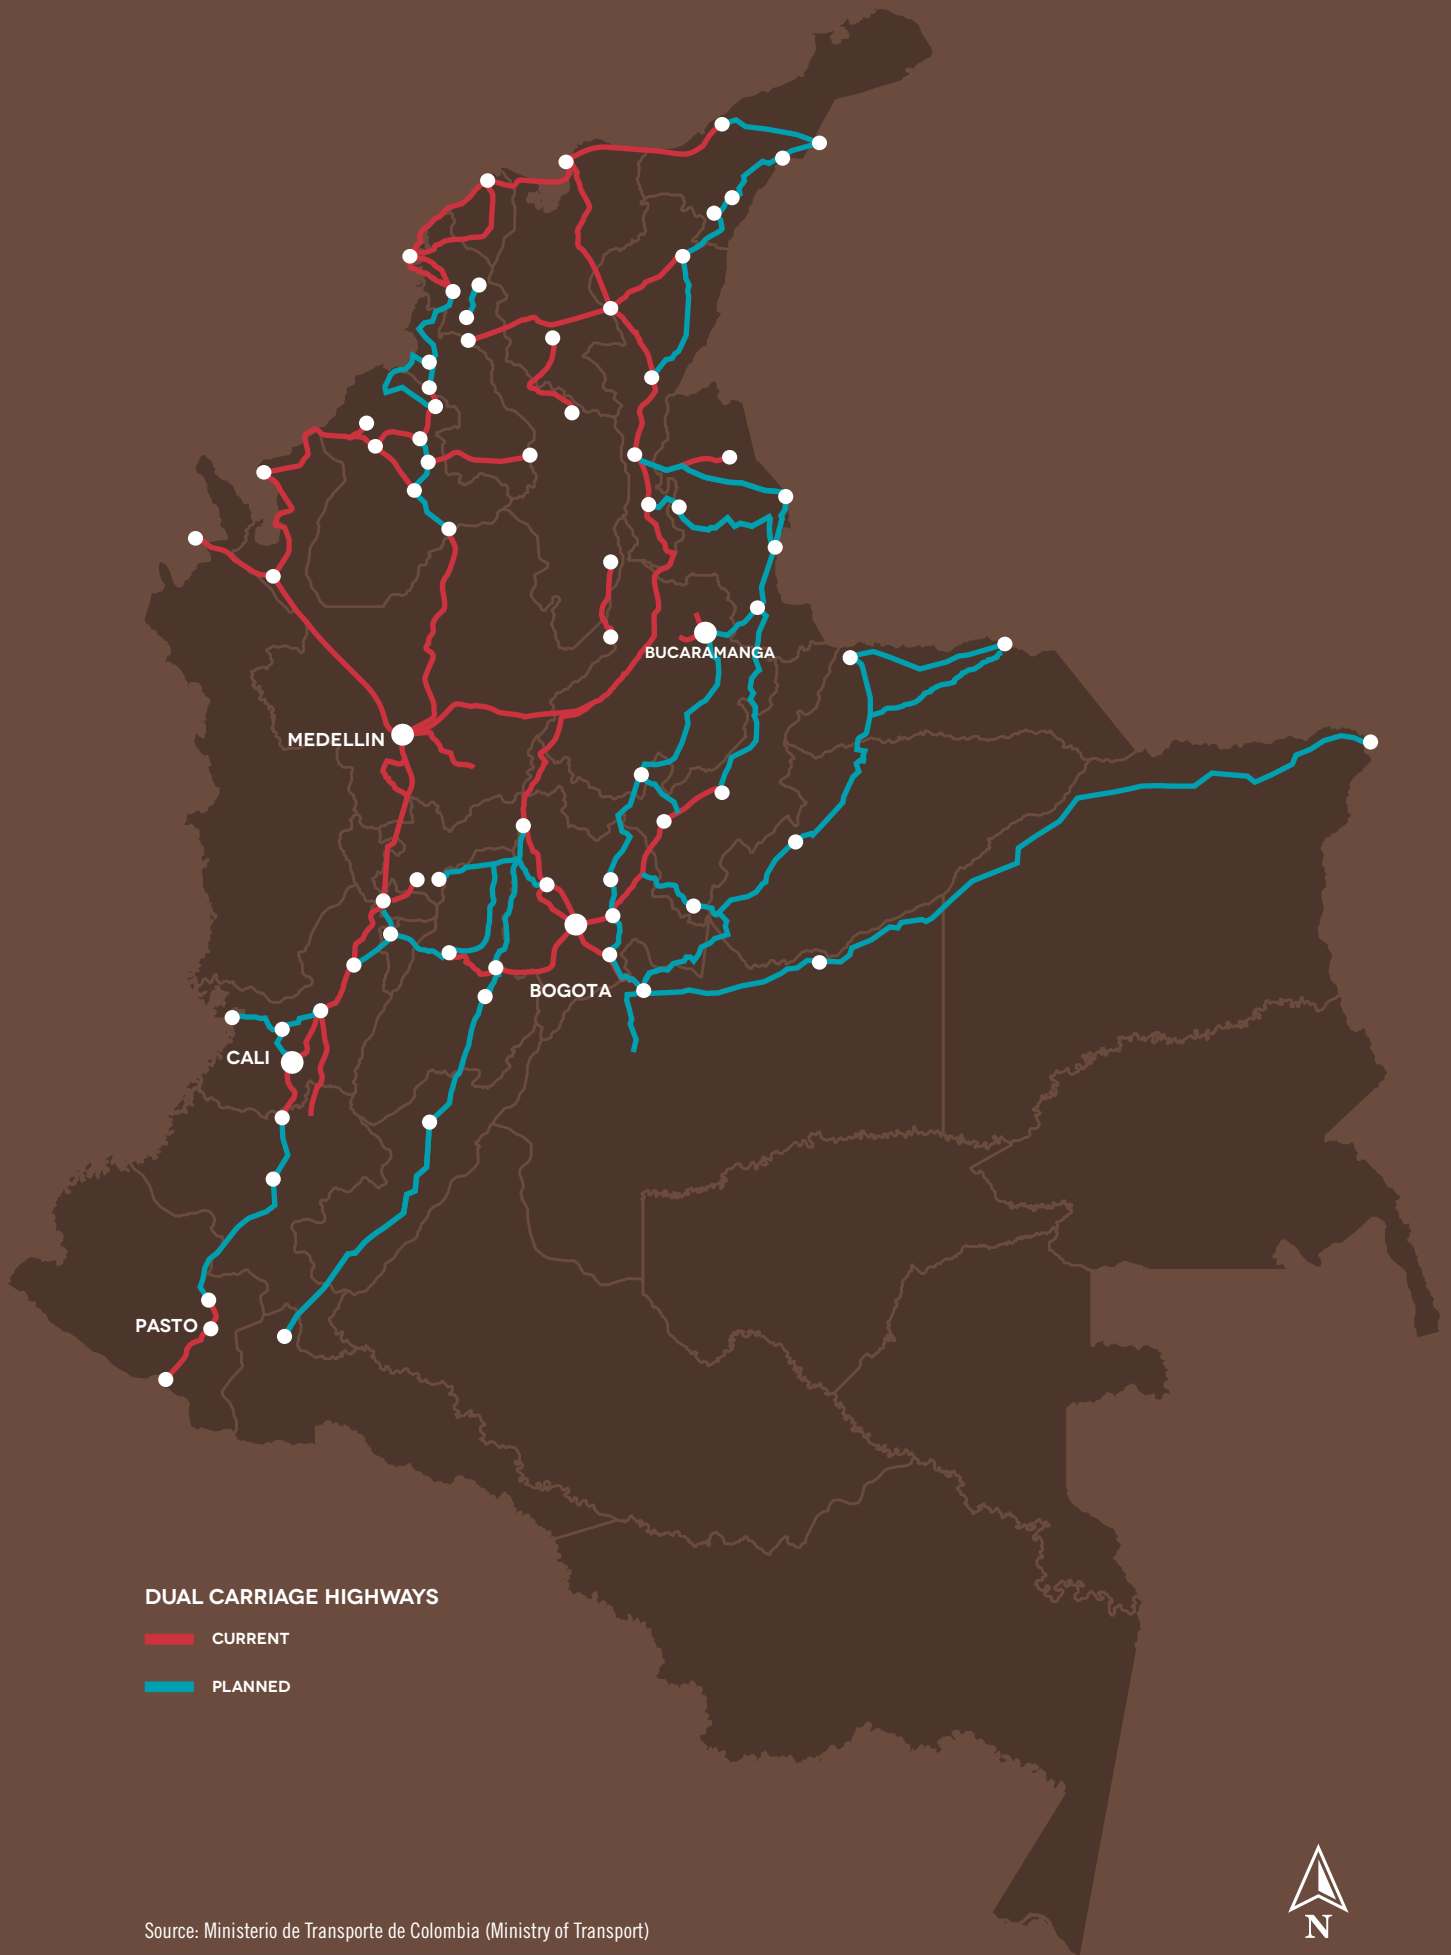 BUCARAMANGA
MEDELLIN
BOGOTA
CALI
PASTO
DUAL CARRIAGE HIGHWAYS
CURRENT
PLANNED
Source: Ministerio de Transporte de Colombia (Ministry of Transport)
N